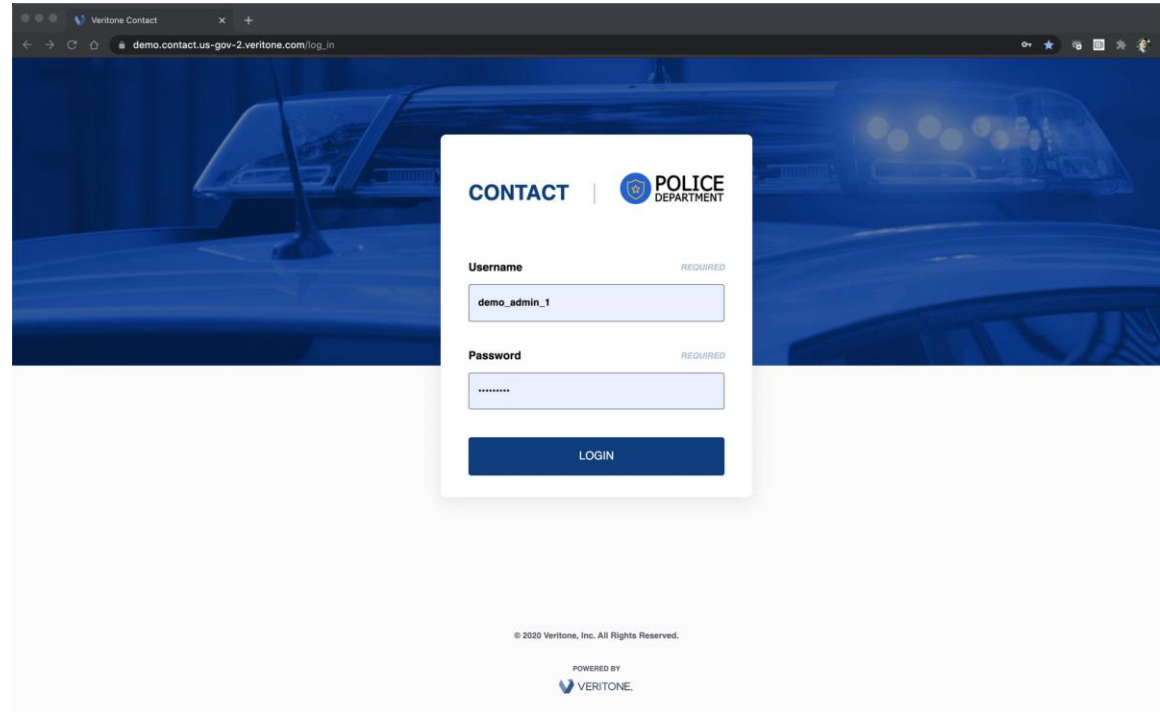 Veritone Contact
demo.contact.us-gov-2.veritone.com/log_in
CONTACT
POLICE
DEPARTMENT
Username
REQUIRED
demo_admin_1
Password
REQUIRED
•••••••••
LOGIN
© 2020 Veritone, Inc. All Rights Reserved.
POWERED BY
VERITONE.